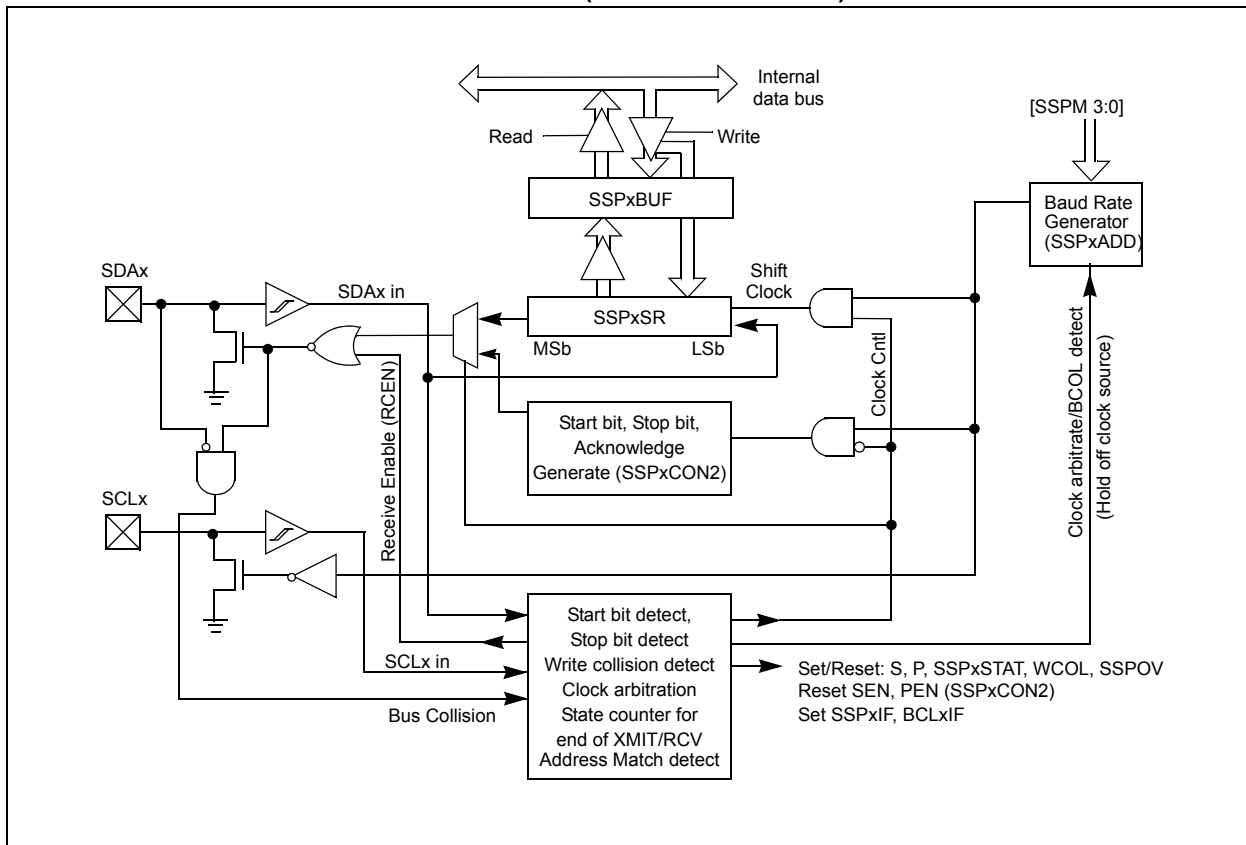 Internal
data bus
[SSPM 3:0]
Read
Write
SSPxBUF
Baud Rate
Generator
(SSPxADD)
SDAx
SDAx in
Shift
Clock
SSPxSR
MSb
LSb
Clock Cntl
Receive Enable (RCEN)
Start bit, Stop bit,
Acknowledge
Generate (SSPxCON2)
Clock arbitrate/BCOL detect
(Hold off clock source)
SCLx
SCLx in
Bus Collision
Start bit detect,
Stop bit detect
Write collision detect
Clock arbitration
State counter for
end of XMIT/RCV
Address Match detect
Set/Reset: S, P, SSPxSTAT, WCOL, SSPOV
Reset SEN, PEN (SSPxCON2)
Set SSPxIF, BCLxIF